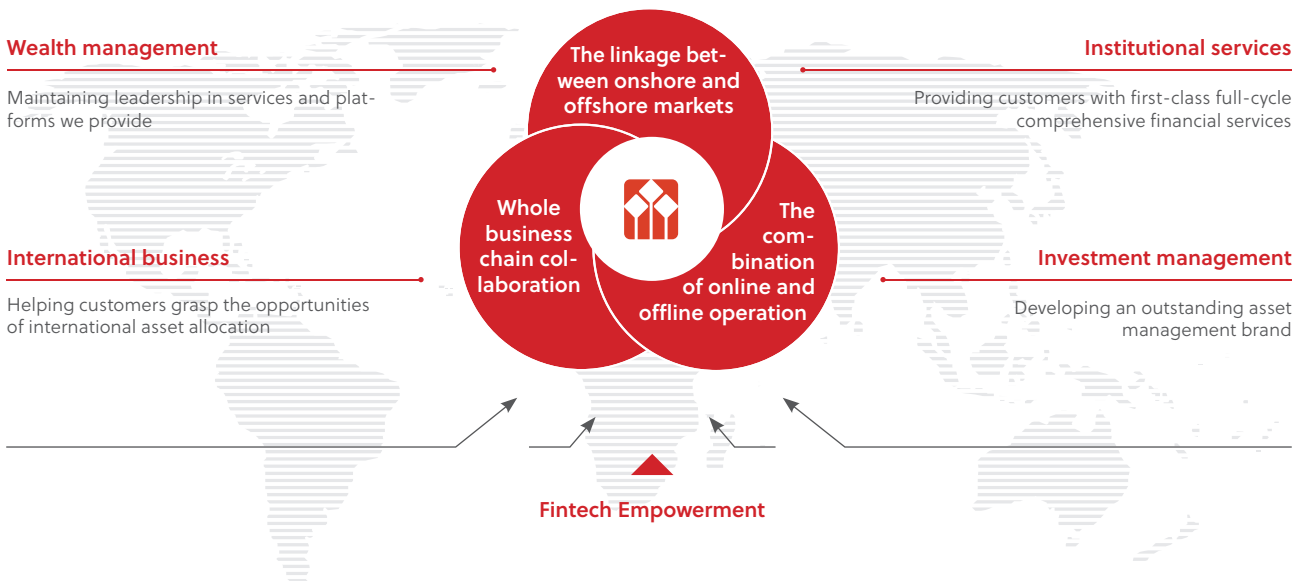 Wealth management
Maintaining leadership in services and plat-
forms we provide
International business
Helping customers grasp the opportunities
of international asset allocation
The linkage bet-
ween onshore and
offshore markets
Whole
business
chain col-
laboration
The
com-
bination
of online and
offline operation
Institutional services
Providing customers with first-class full-cycle
comprehensive financial services
Investment management
Developing an outstanding asset
management brand
Fintech Empowerment